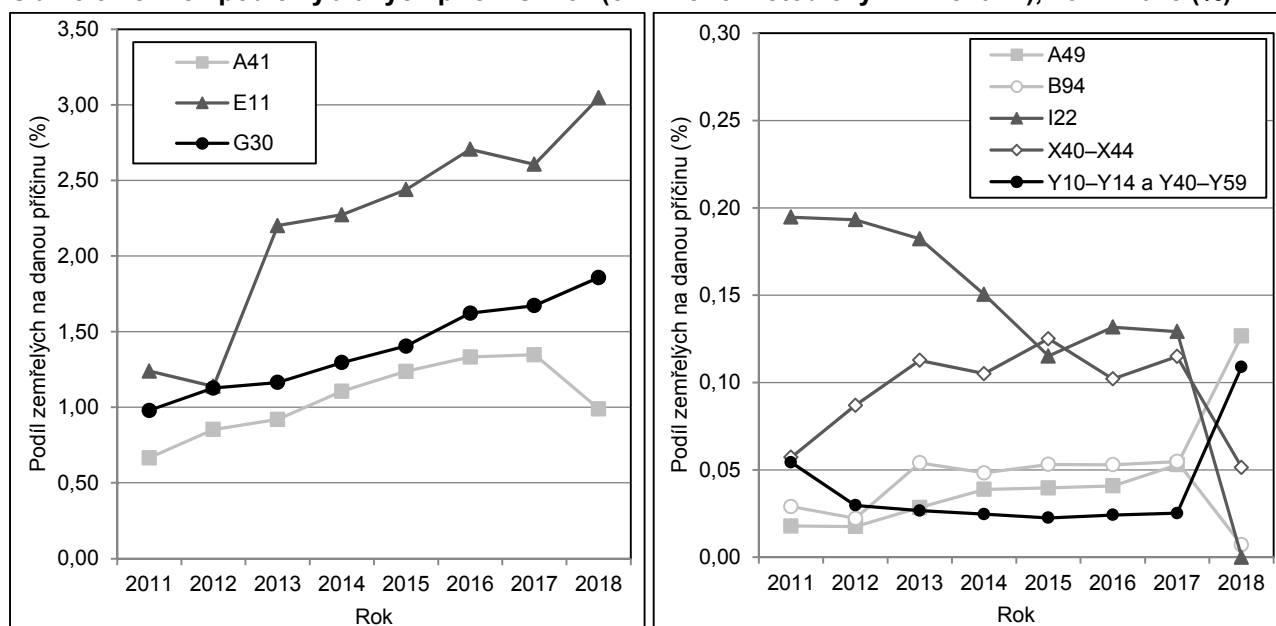 3,50
3,00
2,50
2,00
1,50
1,00
0,50
0,00
Podíl zemřelých na danou příčinu (%)
A41
E11
G30
2011 2012 2013 2014 2015 2016 2017 2018
Rok
0,30
0,25
0,20
0,15
0,10
0,05
0,00
Podíl zemřelých na danou příčinu (%)
A49
B94
I22
X40–X44
Y10–Y14 a Y40–Y59
2011 2012 2013 2014 2015 2016 2017 2018
Rok